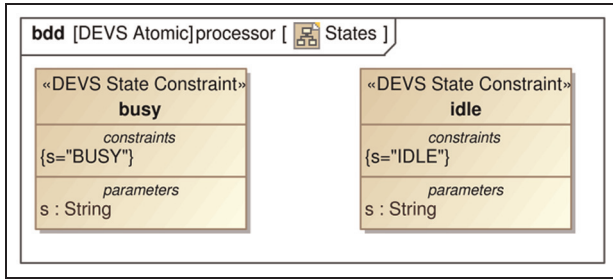 bdd [DEVS Atomic]processor [ States ]
«DEVS State Constraint»
busy
constraints
{s="BUSY"}
parameters
s : String
«DEVS State Constraint»
idle
constraints
{s="IDLE"}
parameters
s : String